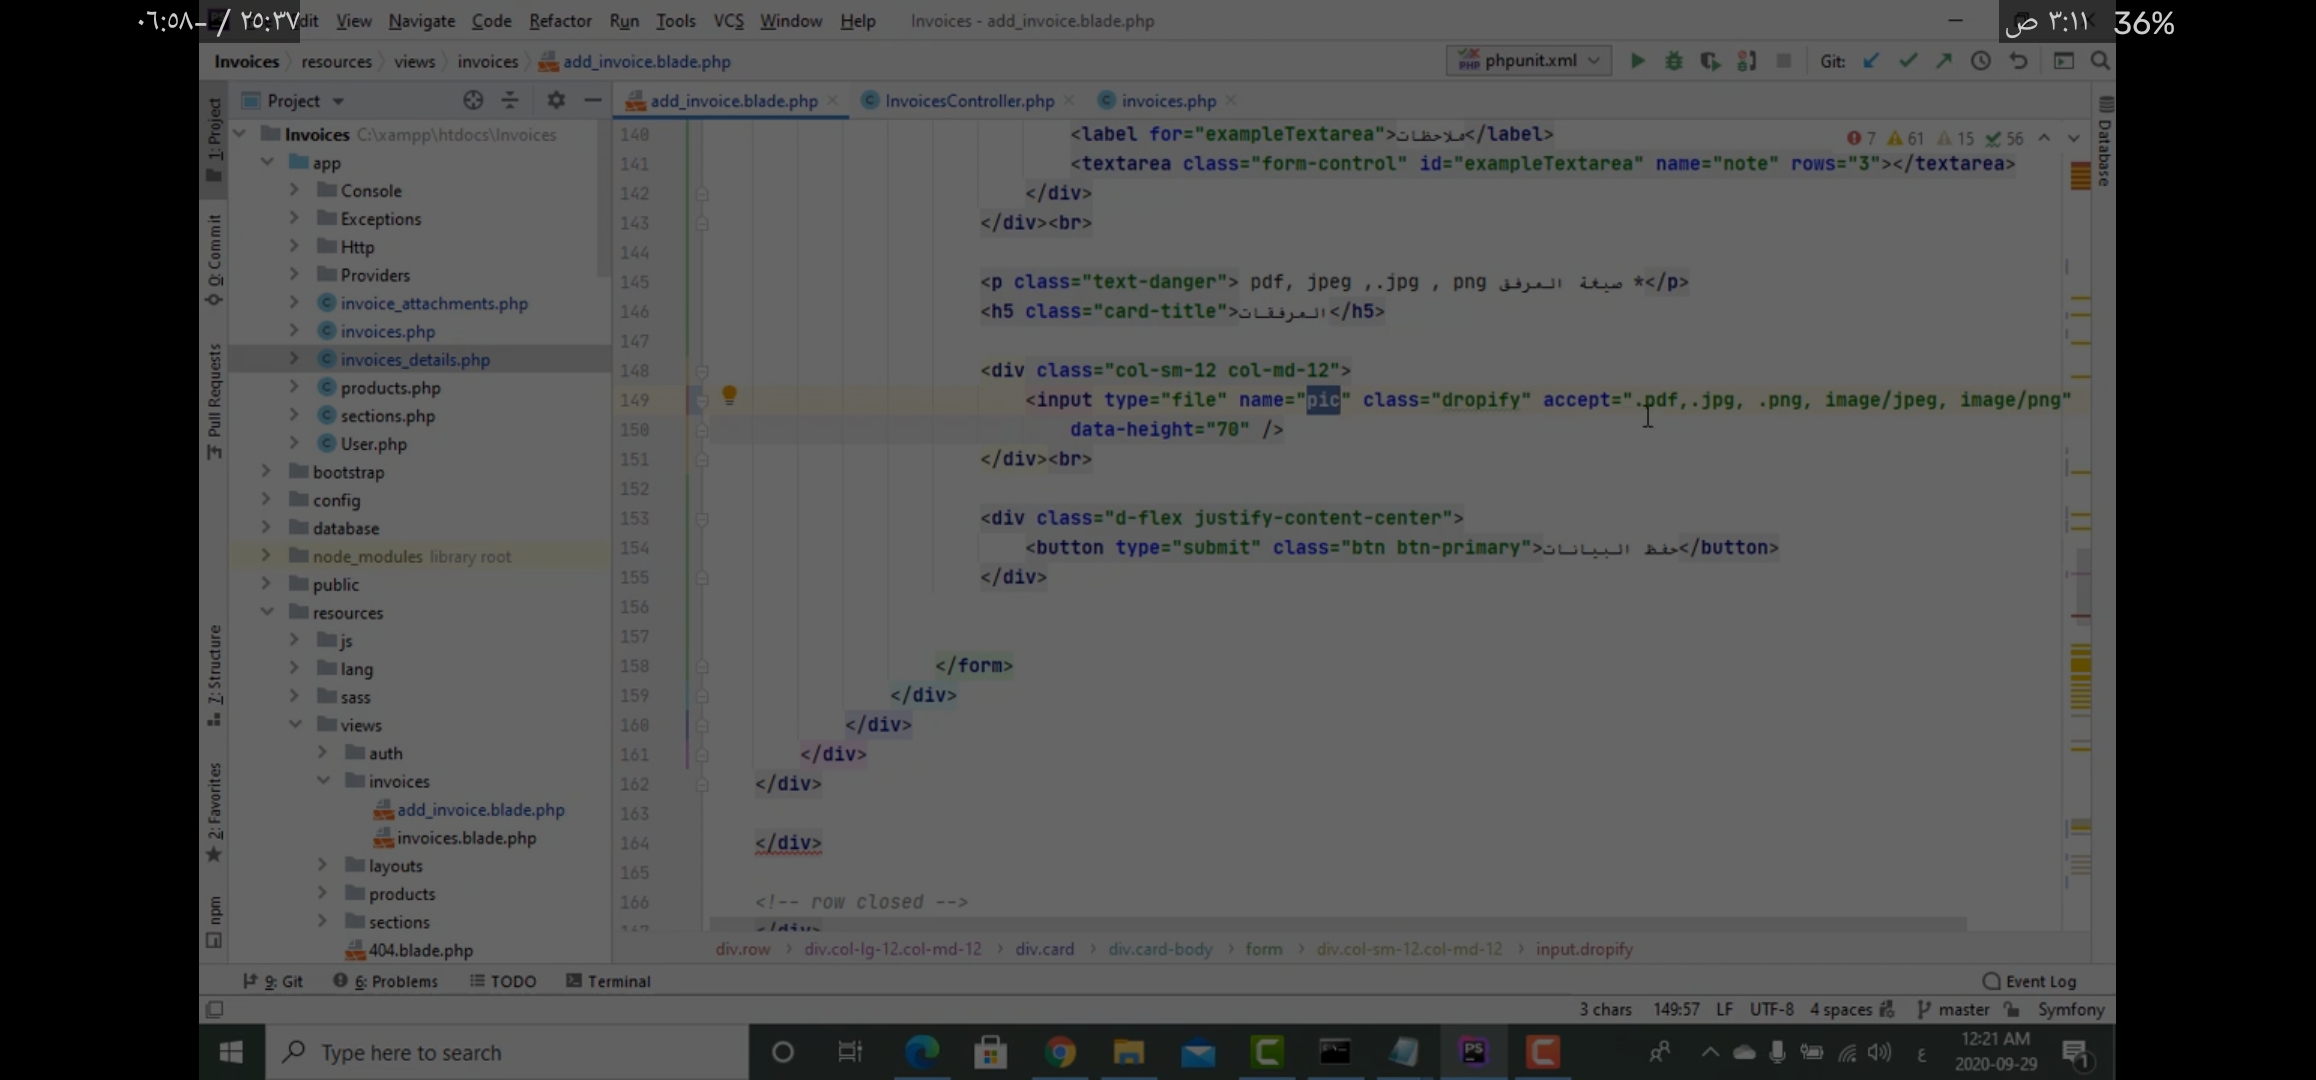 ٠٦:٥٨- / ٢٥:٣٧
٣:١١ ص 36%
View Navigate Code Refactor Run Tools VCS Window Help Invoices - add_invoice.blade.php
Invoices resources views invoices add_invoice.blade.php phpunit.xml Git:
Project
add_invoice.blade.php InvoicesController.php invoices.php
1: Project
0: Commit
Pull Requests
7: Structure
2: Favorites
npm
Database
Invoices C:\xampp\htdocs\Invoices
app
Console
Exceptions
Http
Providers
invoice_attachments.php
invoices.php
invoices_details.php
products.php
sections.php
User.php
bootstrap
config
database
node_modules library root
public
resources
js
lang
sass
views
auth
invoices
add_invoice.blade.php
invoices.blade.php
layouts
products
sections
404.blade.php
7 61 15 56
140 <label for="exampleTextarea">ملاحظات</label>
141 <textarea class="form-control" id="exampleTextarea" name="note" rows="3"></textarea>
142 </div>
143 </div><br>
144
145 <p class="text-danger"> pdf, jpeg ,.jpg , png صيغة المرفق *</p>
146 <h5 class="card-title">المرفقات</h5>
147
148 <div class="col-sm-12 col-md-12">
149 <input type="file" name="pic" class="dropify" accept=".pdf,.jpg, .png, image/jpeg, image/png"
150 data-height="70" />
151 </div><br>
152
153 <div class="d-flex justify-content-center">
154 <button type="submit" class="btn btn-primary">حفظ البيانات</button>
155 </div>
156
157
158 </form>
159 </div>
160 </div>
161 </div>
162 </div>
163
164 </div>
165
166 <!-- row closed -->
167 </div>
div.row div.col-lg-12.col-md-12 div.card div.card-body form div.col-sm-12.col-md-12 input.dropify
9: Git 6: Problems TODO Terminal Event Log
3 chars 149:57 LF UTF-8 4 spaces master Symfony
Type here to search
PS
ع
12:21 AM
2020-09-29
1